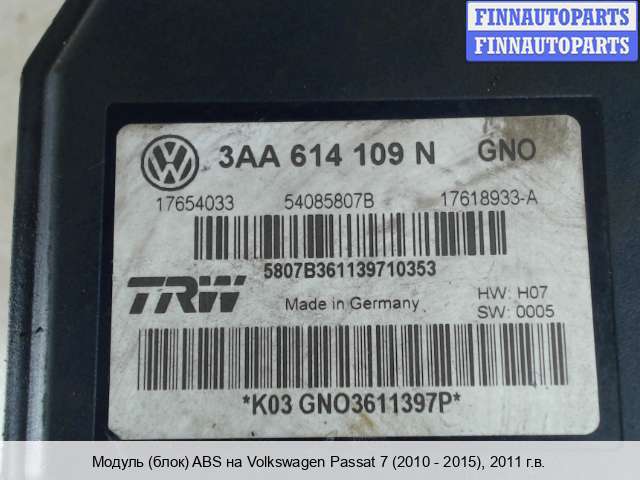 FINNAUTOPARTS
FINNAUTOPARTS
3AA 614 109 N GNO
17654033 54085807B 17618933-A
5807B361139710353
TRW Made in Germany HW: H07
SW: 0005
*K03 GNO3611397P*
Модуль (блок) ABS на Volkswagen Passat 7 (2010 - 2015), 2011 г.в.